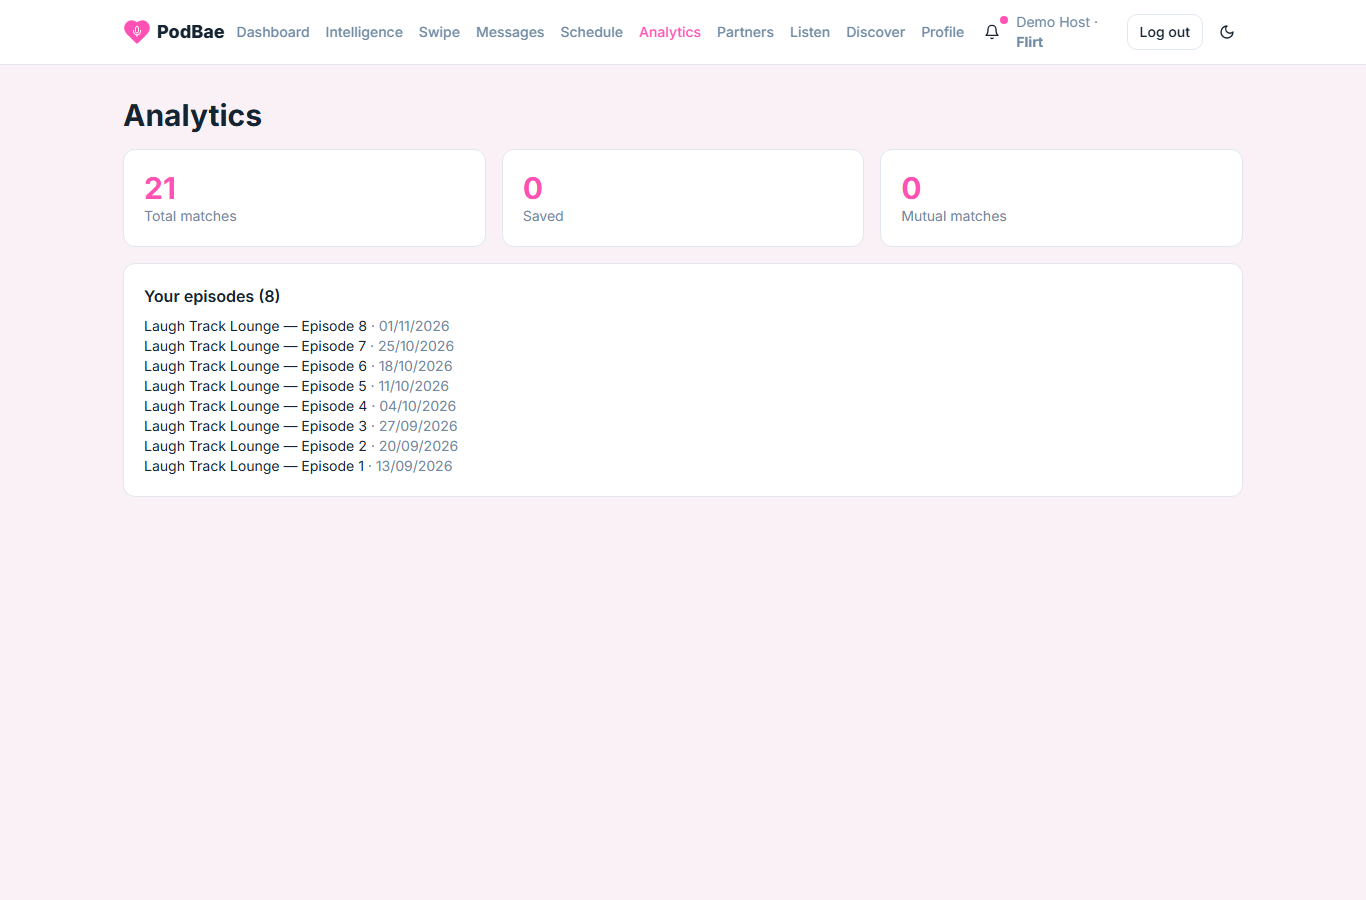 PodBae
Dashboard
Intelligence
Swipe
Messages
Schedule
Analytics
Partners
Listen
Discover
Profile
Demo Host ·
Flirt
Log out
Analytics
21
Total matches
0
Saved
0
Mutual matches
Your episodes (8)
Laugh Track Lounge — Episode 8 · 01/11/2026
Laugh Track Lounge — Episode 7 · 25/10/2026
Laugh Track Lounge — Episode 6 · 18/10/2026
Laugh Track Lounge — Episode 5 · 11/10/2026
Laugh Track Lounge — Episode 4 · 04/10/2026
Laugh Track Lounge — Episode 3 · 27/09/2026
Laugh Track Lounge — Episode 2 · 20/09/2026
Laugh Track Lounge — Episode 1 · 13/09/2026